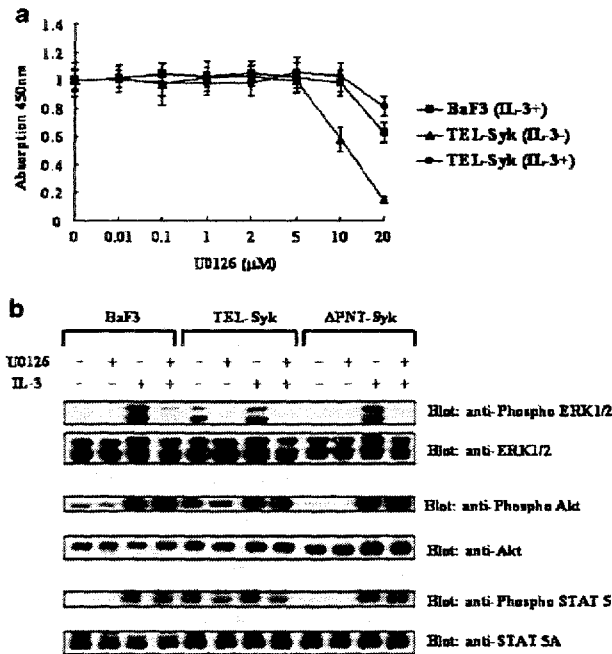 a
1.4
1.2
1
0.8
0.6
0.4
0.2
0
Absorption 450nm
0 0.01 0.1 1 2 5 10 20
U0126 (μM)
BaF3 (IL-3+)
TEL-Syk (IL-3-)
TEL-Syk (IL-3+)
b
BaF3 TEL-Syk ΔPNT-Syk
U0126 - + - + - + - + - + - +
IL-3 - - + + - - + + - - + +
Blot: anti-Phospho ERK1/2
Blot: anti-ERK1/2
Blot: anti-Phospho Akt
Blot: anti-Akt
Blot: anti-Phospho STAT 5
Blot: anti-STAT 5A